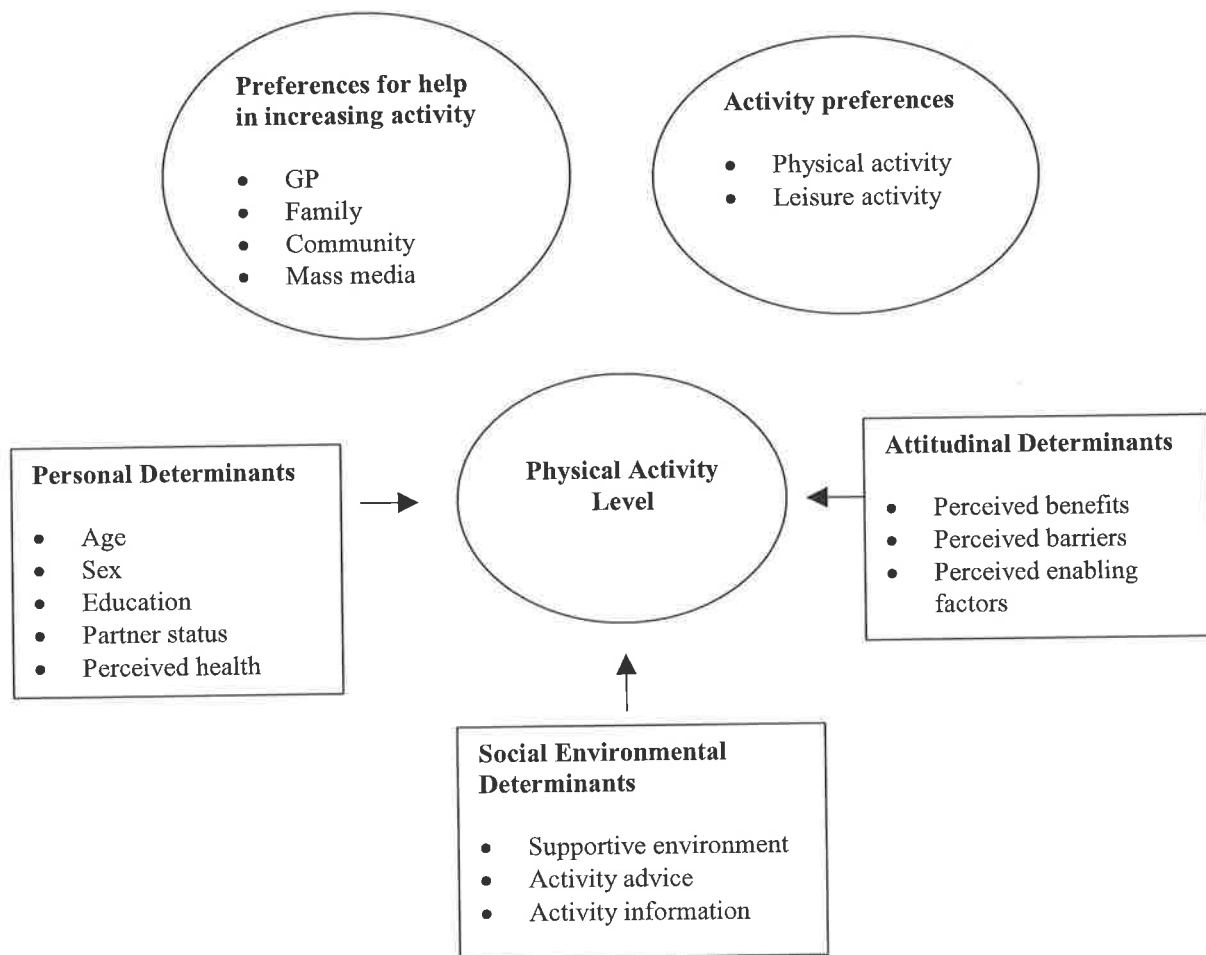 Preferences for help
in increasing activity
• GP
• Family
• Community
• Mass media
Activity preferences
• Physical activity
• Leisure activity
Physical Activity
Level
Personal Determinants
• Age
• Sex
• Education
• Partner status
• Perceived health
Attitudinal Determinants
• Perceived benefits
• Perceived barriers
• Perceived enabling
factors
Social Environmental
Determinants
• Supportive environment
• Activity advice
• Activity information